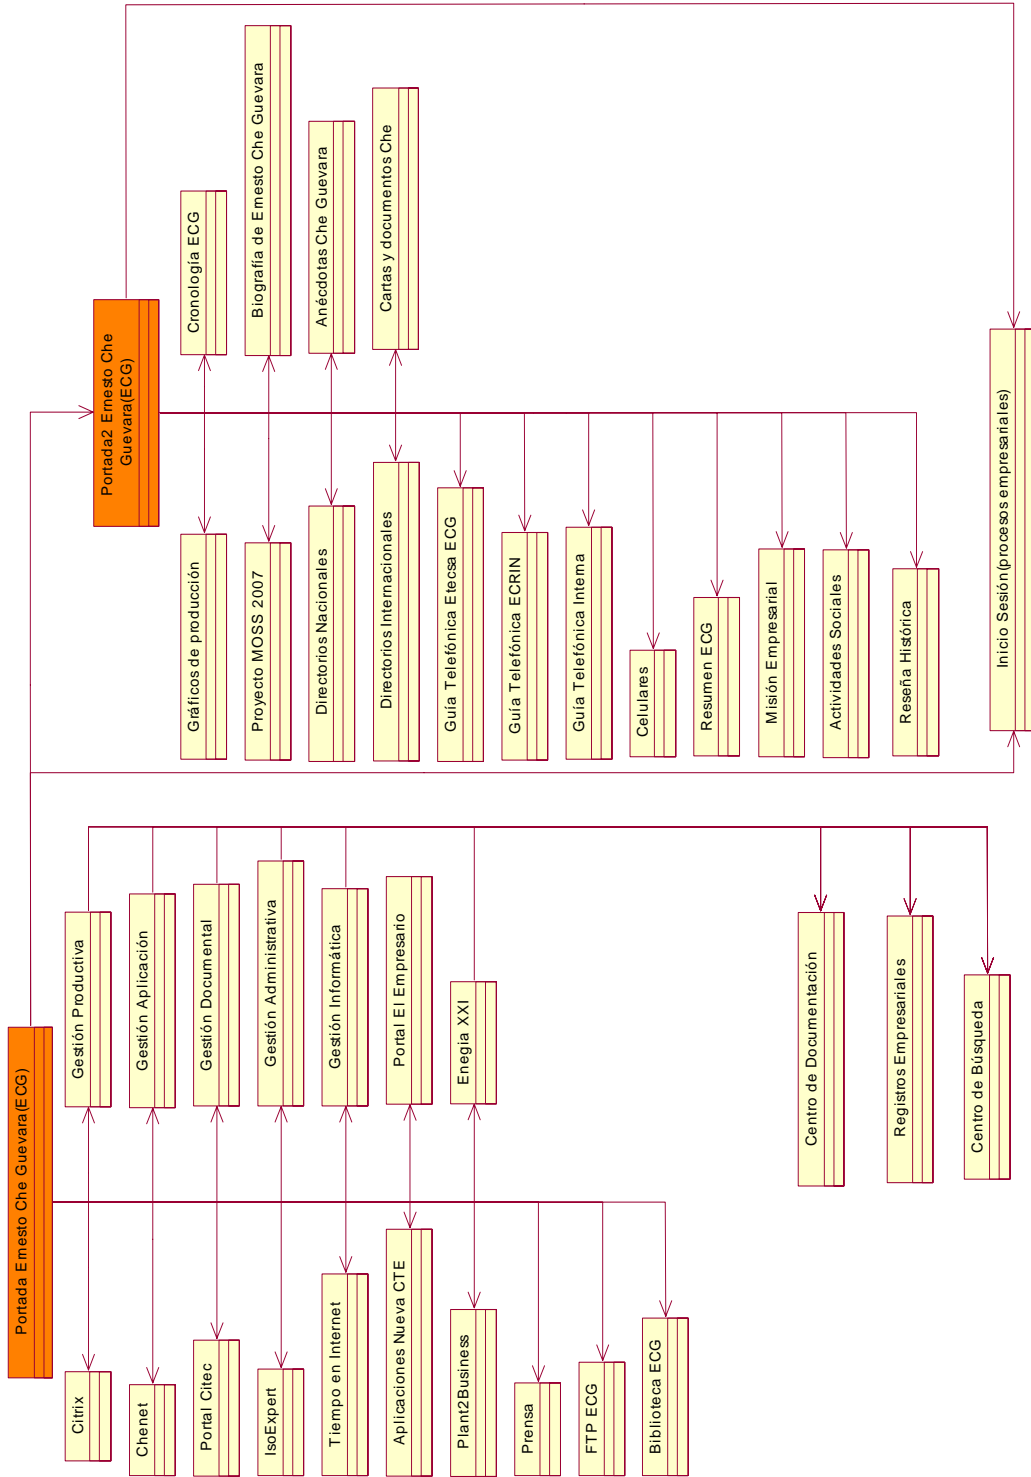 Portada Ernesto Che Guevara(ECG)
Citrix
Gestión Productiva
Chenet
Gestión Aplicación
Portal Citec
Gestión Documental
IsoExpert
Gestión Administrativa
Tiempo en Internet
Gestión Informática
Aplicaciones Nueva CTE
Portal El Empresario
Plant2Business
Enegia XXI
Prensa
FTP ECG
Biblioteca ECG
Centro de Documentación
Registros Empresariales
Centro de Búsqueda
Portada2 Ernesto Che
Guevara(ECG)
Gráficos de producción
Cronología ECG
Proyecto MOSS 2007
Biografía de Ernesto Che Guevara
Directorios Nacionales
Anécdotas Che Guevara
Directorios Internacionales
Cartas y documentos Che
Guía Telefónica Etecsa ECG
Guía Telefónica ECRIN
Guía Telefónica Interna
Celulares
Resumen ECG
Misión Empresarial
Actividades Sociales
Reseña Histórica
Inicio Sesión(procesos empresariales)